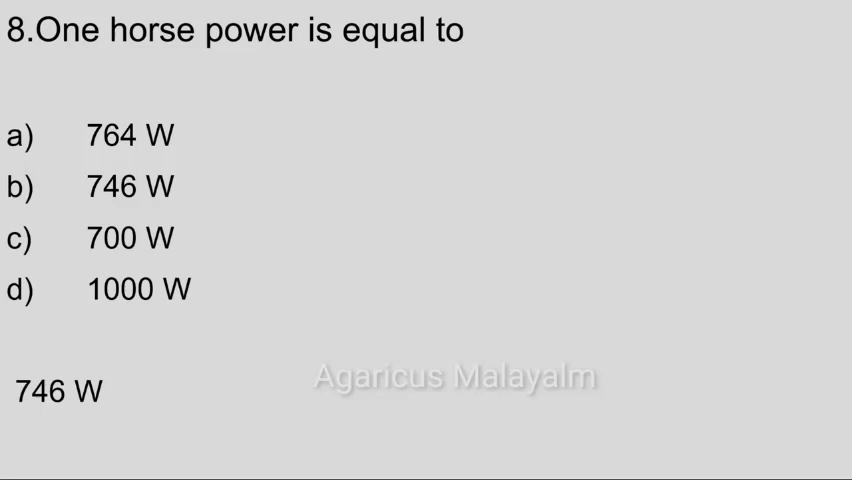 8.One horse power is equal to
a) 764 W
b) 746 W
c) 700 W
d) 1000 W
Agaricus Malayalm
746 W